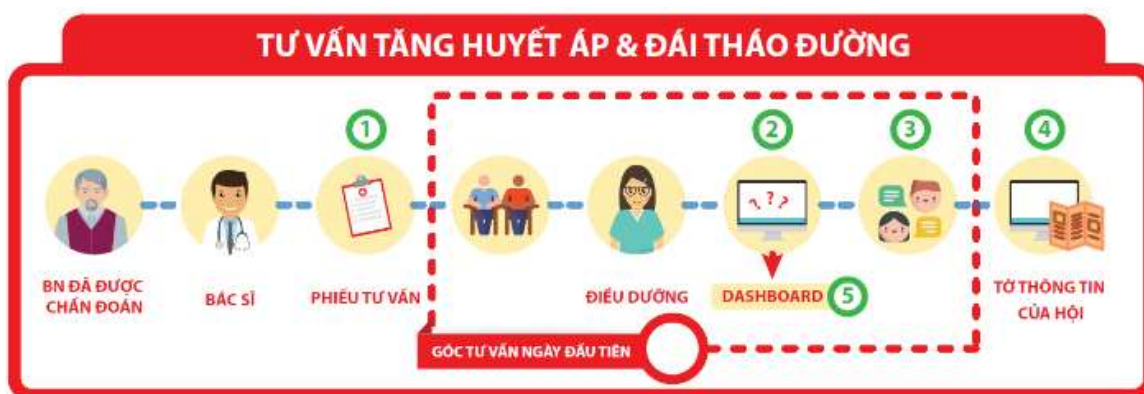 TƯ VẤN TĂNG HUYẾT ÁP & ĐÁI THÁO ĐƯỜNG
1
2
3
4
? ? ?
BN ĐÃ ĐƯỢC
CHẨN ĐOÁN
BÁC SĨ
PHIẾU TƯ VẤN
ĐIỀU DƯỠNG
DASHBOARD
5
TỜ THÔNG TIN
CỦA HỘI
GÓC TƯ VẤN NGÀY ĐẦU TIÊN